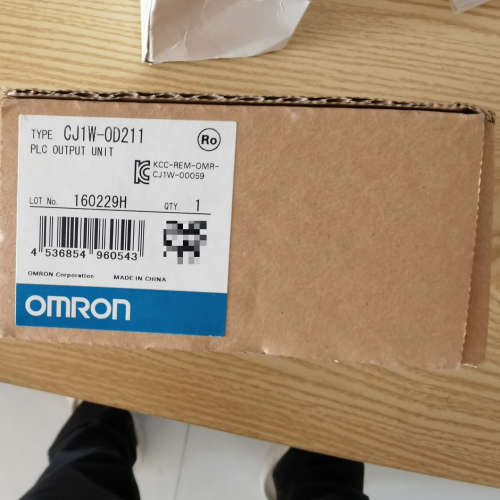 TYPE CJ1W-OD211
PLC OUTPUT UNIT
Ro
KCC-REM-OMR-
CJ1W-00059
LOT No. 160229H QTY. 1
4 536854 960543
OMRON Corporation MADE IN CHINA
OMRON